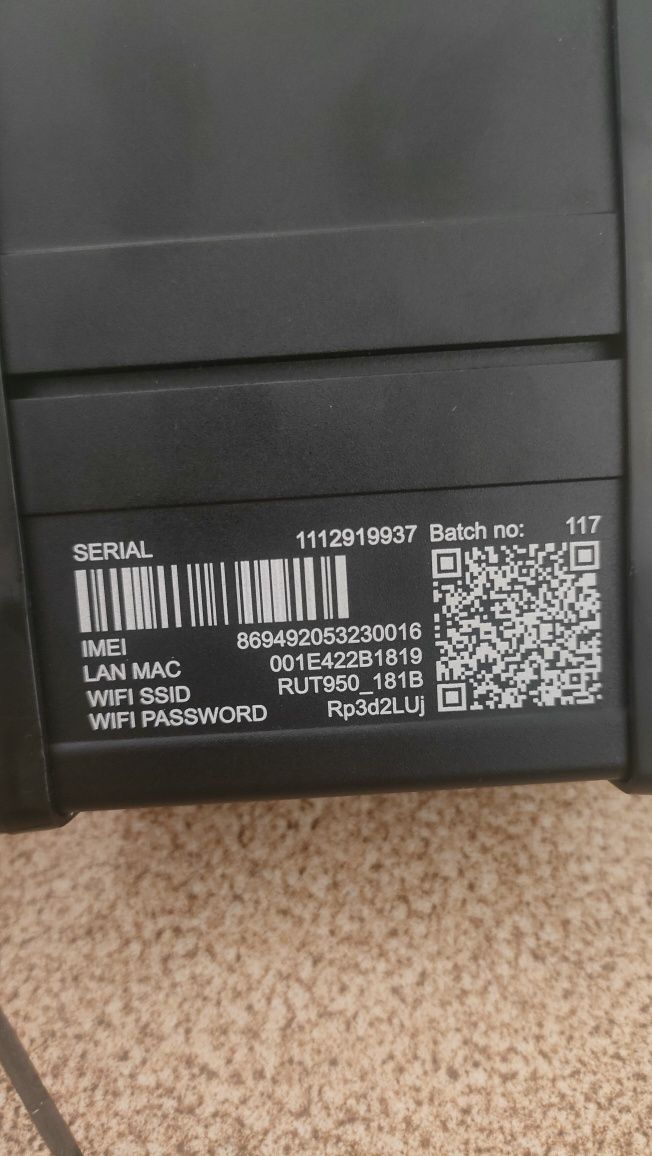 SERIAL 1112919937 Batch no: 117
IMEI 869492053230016
LAN MAC 001E422B1819
WIFI SSID RUT950_181B
WIFI PASSWORD Rp3d2LUj